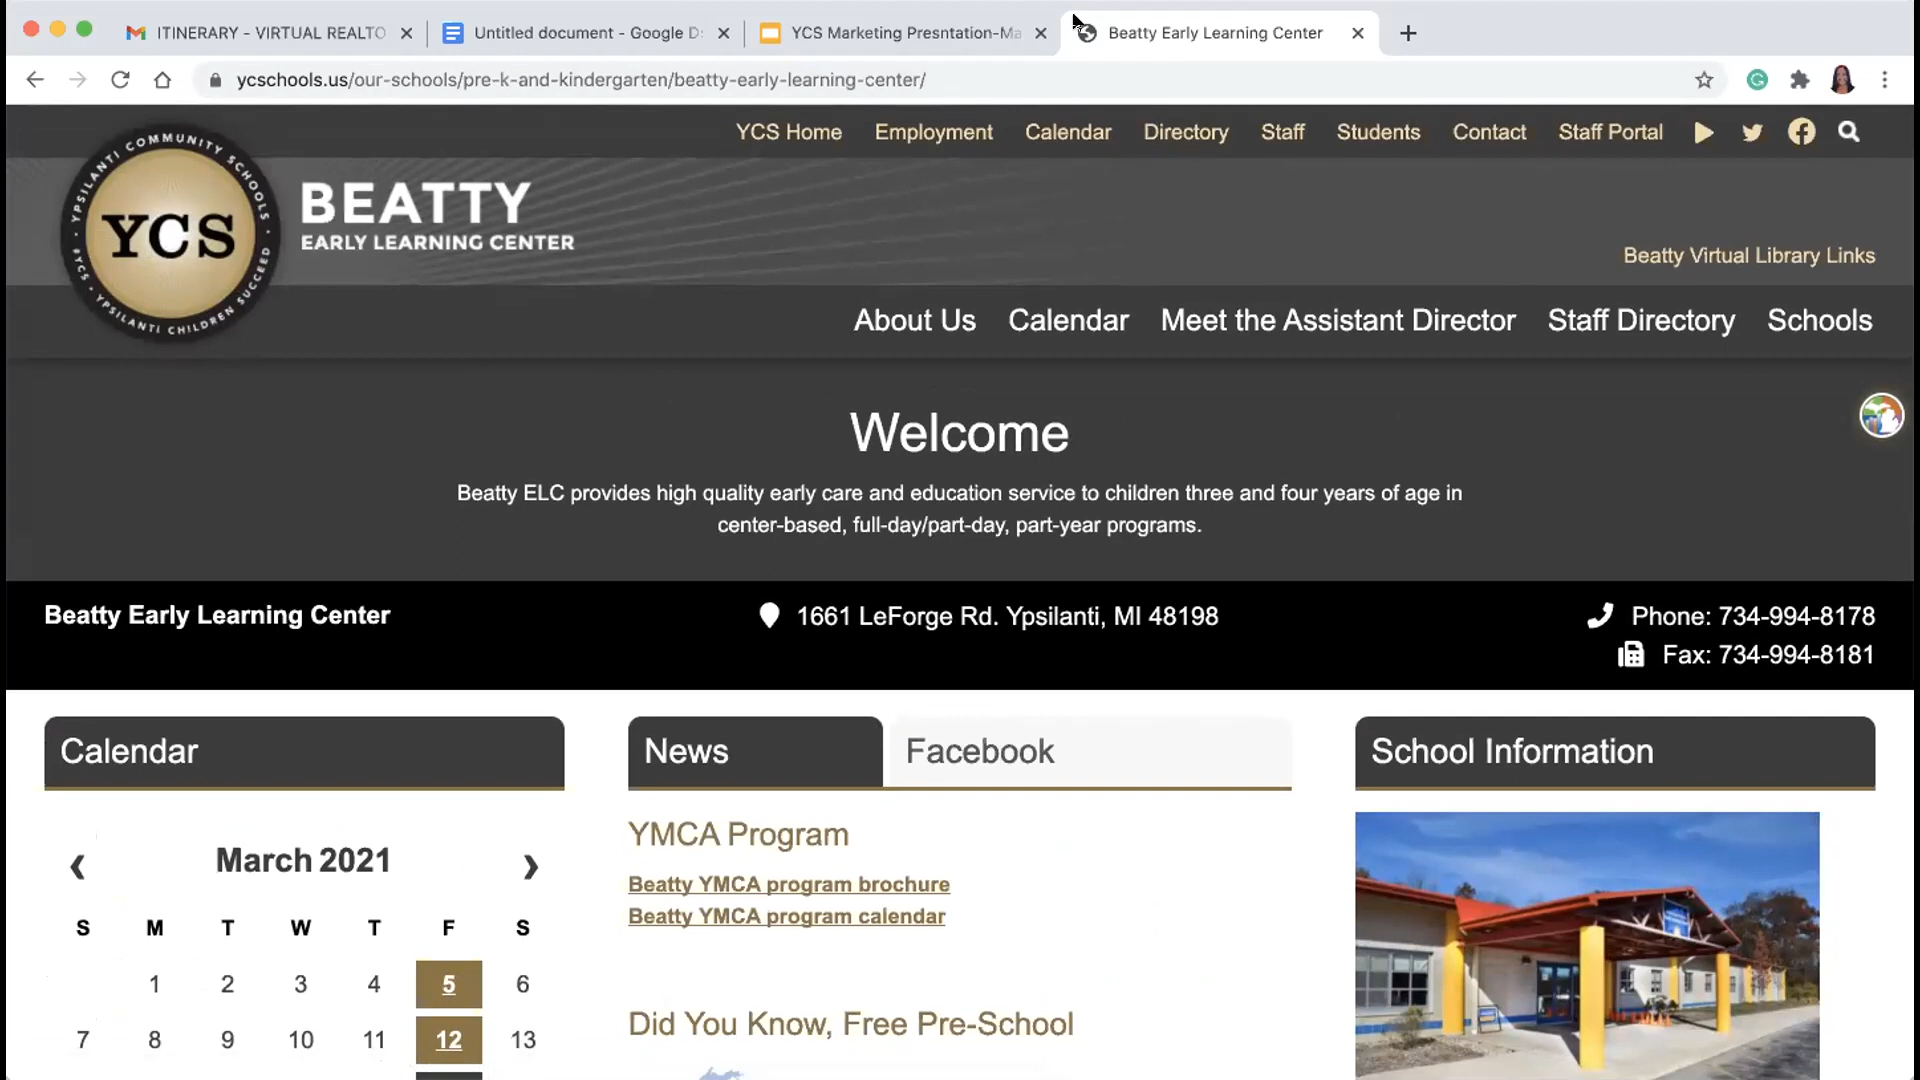 ITINERARY - VIRTUAL REALTO
Untitled document - Google D
YCS Marketing Presntation-Ma
Beatty Early Learning Center
ycschools.us/our-schools/pre-k-and-kindergarten/beatty-early-learning-center/
YCS Home Employment Calendar Directory Staff Students Contact Staff Portal
YPSILANTI COMMUNITY SCHOOLS
YCS
#YCS • YPSILANTI CHILDREN SUCCEED
BEATTY
EARLY LEARNING CENTER
Beatty Virtual Library Links
About Us Calendar Meet the Assistant Director Staff Directory Schools
Welcome
Beatty ELC provides high quality early care and education service to children three and four years of age in
center-based, full-day/part-day, part-year programs.
Beatty Early Learning Center
1661 LeForge Rd. Ypsilanti, MI 48198
Phone: 734-994-8178
Fax: 734-994-8181
Calendar
March 2021
S M T W T F S
1 2 3 4 5 6
7 8 9 10 11 12 13
News
Facebook
YMCA Program
Beatty YMCA program brochure
Beatty YMCA program calendar
Did You Know, Free Pre-School
School Information